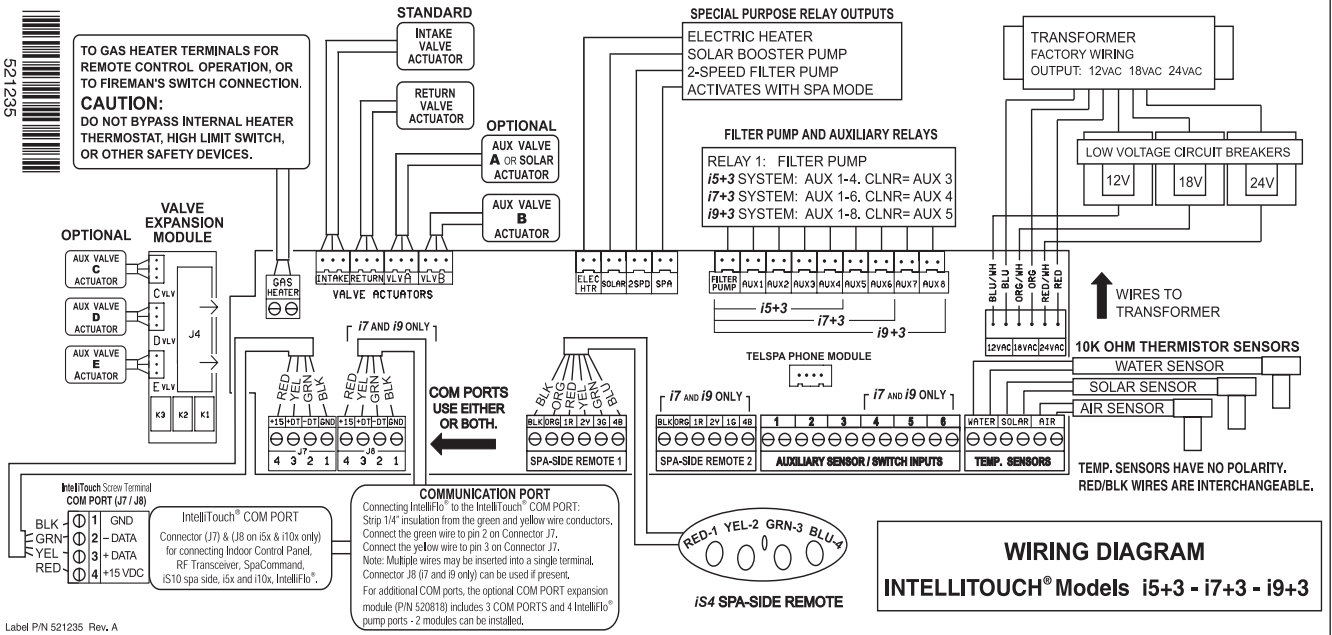 521235
TO GAS HEATER TERMINALS FOR
REMOTE CONTROL OPERATION, OR
TO FIREMAN'S SWITCH CONNECTION.
CAUTION:
DO NOT BYPASS INTERNAL HEATER
THERMOSTAT, HIGH LIMIT SWITCH,
OR OTHER SAFETY DEVICES.
STANDARD
INTAKE
VALVE
ACTUATOR
RETURN
VALVE
ACTUATOR
OPTIONAL
AUX VALVE
A OR SOLAR
ACTUATOR
AUX VALVE
B
ACTUATOR
SPECIAL PURPOSE RELAY OUTPUTS
ELECTRIC HEATER
SOLAR BOOSTER PUMP
2-SPEED FILTER PUMP
ACTIVATES WITH SPA MODE
FILTER PUMP AND AUXILIARY RELAYS
RELAY 1: FILTER PUMP
i5+3 SYSTEM: AUX 1-4. CLNR= AUX 3
i7+3 SYSTEM: AUX 1-6. CLNR= AUX 4
i9+3 SYSTEM: AUX 1-8. CLNR= AUX 5
TRANSFORMER
FACTORY WIRING
OUTPUT: 12VAC 18VAC 24VAC
LOW VOLTAGE CIRCUIT BREAKERS
12V 18V 24V
VALVE
EXPANSION
MODULE
OPTIONAL
AUX VALVE
C
ACTUATOR
C VLV
AUX VALVE
D
ACTUATOR
D VLV
AUX VALVE
E
ACTUATOR
E VLV
J4
K3 K2 K1
GAS
HEATER
INTAKE RETURN VLVA VLVB
VALVE ACTUATORS
ELEC
HTR SOLAR 2SPD SPA
FILTER
PUMP AUX1 AUX2 AUX3 AUX4 AUX5 AUX6 AUX7 AUX8
i5+3
i7+3
i9+3
BLU/WH BLU ORG/WH ORG RED/WH RED
12VAC 18VAC 24VAC
WIRES TO
TRANSFORMER
10K OHM THERMISTOR SENSORS
WATER SENSOR
SOLAR SENSOR
AIR SENSOR
TELSPA PHONE MODULE
i7 AND i9 ONLY
RED YEL GRN BLK
RED YEL GRN BLK
+15 +DT -DT GND +15 +DT -DT GND
J7 J8
4 3 2 1 4 3 2 1
COM PORTS
USE EITHER
OR BOTH.
BLK ORG RED YEL GRN BLU
BLK ORG 1R 2Y 3G 4B
SPA-SIDE REMOTE 1
i7 AND i9 ONLY
BLK ORG 1R 2Y 1G 4B
SPA-SIDE REMOTE 2
i7 AND i9 ONLY
1 2 3 4 5 6
AUXILIARY SENSOR / SWITCH INPUTS
WATER SOLAR AIR
TEMP. SENSORS
TEMP. SENSORS HAVE NO POLARITY.
RED/BLK WIRES ARE INTERCHANGEABLE.
IntelliTouch Screw Terminal
COM PORT (J7 / J8)
BLK 1 GND
GRN 2 – DATA
YEL 3 + DATA
RED 4 +15 VDC
IntelliTouch® COM PORT
Connector (J7) & (J8 on i5x & i10x only)
for connecting Indoor Control Panel,
RF Transceiver, SpaCommand,
iS10 spa side, i5x and i10x, IntelliFlo®.
COMMUNICATION PORT
Connecting IntelliFlo® to the IntelliTouch® COM PORT:
Strip 1/4" insulation from the green and yellow wire conductors.
Connect the green wire to pin 2 on Connector J7.
Connect the yellow wire to pin 3 on Connector J7.
Note: Multiple wires may be inserted into a single terminal.
Connector J8 (i7 and i9 only) can be used if present.
For additional COM ports, the optional COM PORT expansion
module (P/N 520818) includes 3 COM PORTS and 4 IntelliFlo®
pump ports - 2 modules can be installed.
RED-1 YEL-2 GRN-3 BLU-4
iS4 SPA-SIDE REMOTE
WIRING DIAGRAM
INTELLITOUCH® Models i5+3 - i7+3 - i9+3
Label P/N 521235 Rev. A